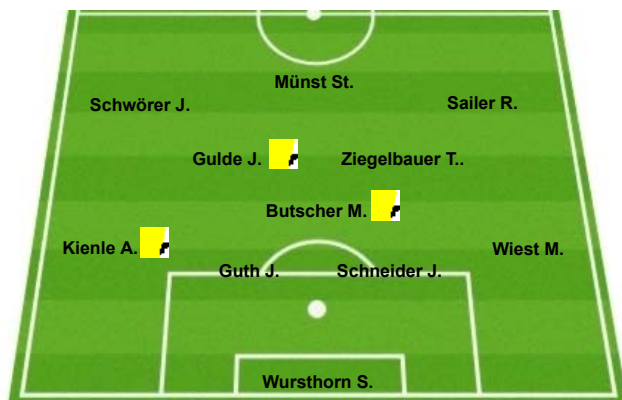 Münst St.
Schwörer J.
Sailer R.
Gulde J.
Ziegelbauer T..
Butscher M.
Kienle A.
Wiest M.
Guth J.
Schneider J.
Wursthorn S.